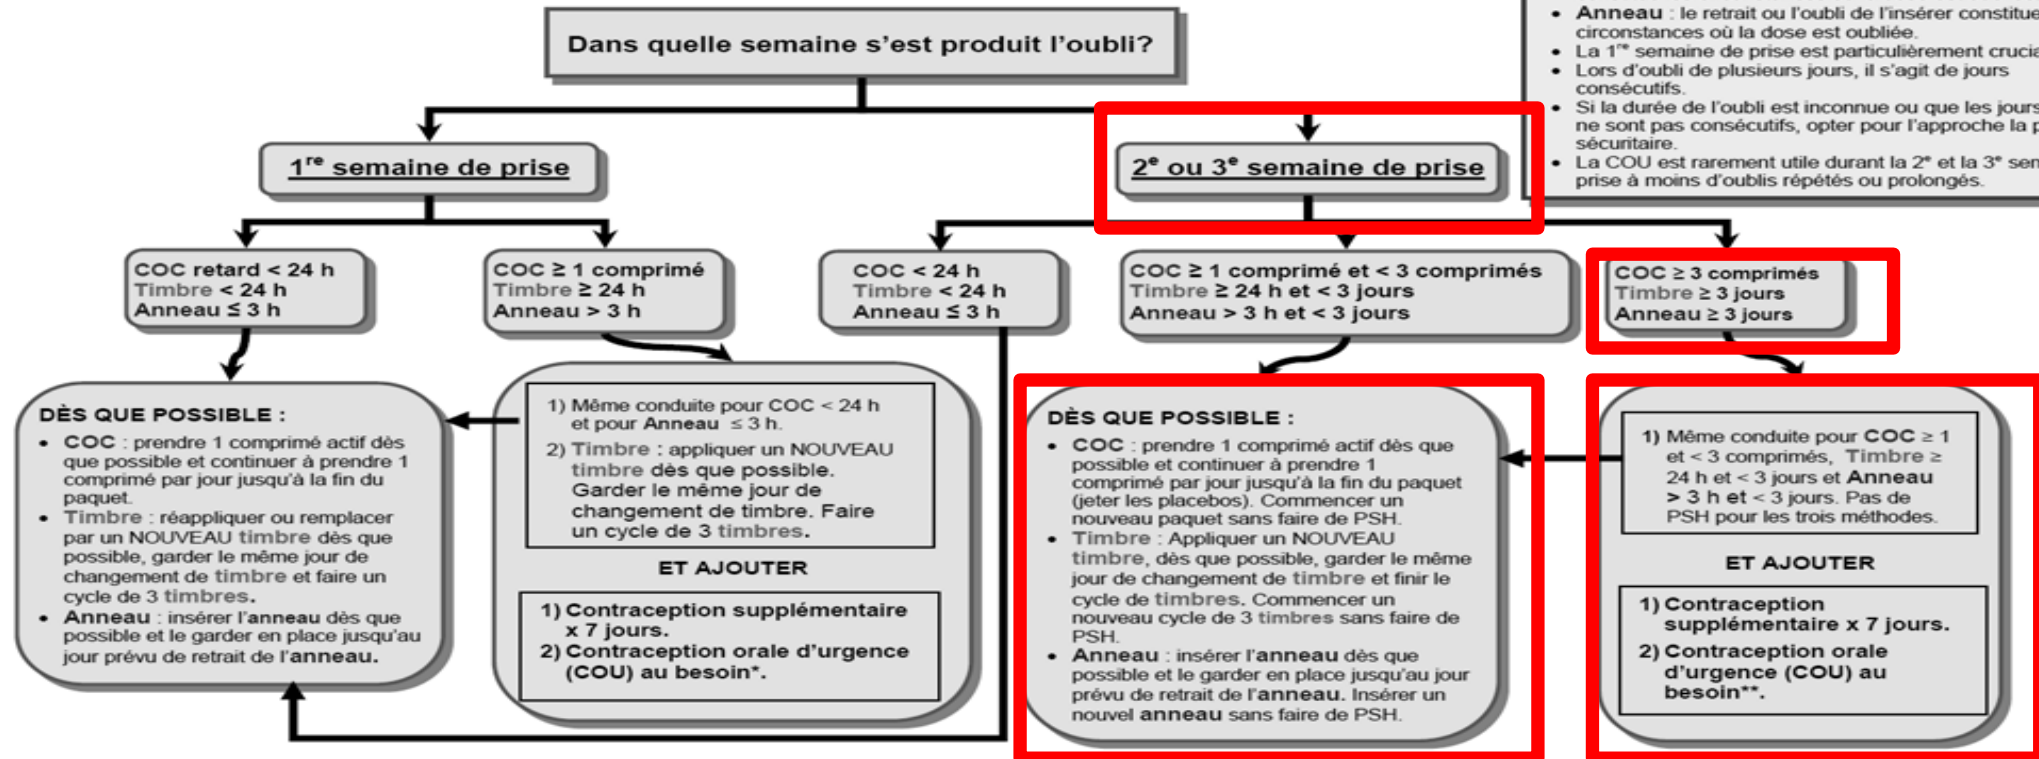 Dans quelle semaine s'est produit l'oubli?
• Anneau : le retrait ou l'oubli de l'insérer constitue
circonstances où la dose est oubliée.
• La 1re semaine de prise est particulièrement
• Lors d'oubli de plusieurs jours, il s'agit de jours
consécutifs.
• Si la durée de l'oubli est inconnue ou que les jours
ne sont pas consécutifs, opter pour l'approche la
sécuritaire.
• La COU est rarement utile durant la 2e et la 3e
prise à moins d'oublis répétés ou prolongés.
1re semaine de prise
2e ou 3e semaine de prise
COC retard < 24 h
Timbre < 24 h
Anneau ≤ 3 h
COC ≥ 1 comprimé
Timbre ≥ 24 h
Anneau > 3 h
COC < 24 h
Timbre < 24 h
Anneau ≤ 3 h
COC ≥ 1 comprimé et < 3 comprimés
Timbre ≥ 24 h et < 3 jours
Anneau > 3 h et < 3 jours
COC ≥ 3 comprimés
Timbre ≥ 3 jours
Anneau ≥ 3 jours
DÈS QUE POSSIBLE :
• COC : prendre 1 comprimé actif dès
que possible et continuer à prendre 1
comprimé par jour jusqu'à la fin du
paquet.
• Timbre : réappliquer ou remplacer
par un NOUVEAU timbre dès que
possible, garder le même jour de
changement de timbre et faire un
cycle de 3 timbres.
• Anneau : insérer l'anneau dès que
possible et le garder en place jusqu'au
jour prévu de retrait de l'anneau.
1) Même conduite pour COC < 24 h
et pour Anneau ≤ 3 h.
2) Timbre : appliquer un NOUVEAU
timbre dès que possible.
Garder le même jour de
changement de timbre. Faire
un cycle de 3 timbres.
ET AJOUTER
1) Contraception supplémentaire
x 7 jours.
2) Contraception orale d'urgence
(COU) au besoin*.
DÈS QUE POSSIBLE :
• COC : prendre 1 comprimé actif dès que
possible et continuer à prendre 1
comprimé par jour jusqu'à la fin du paquet
(jeter les placebos). Commencer un
nouveau paquet sans faire de PSH.
• Timbre : Appliquer un NOUVEAU
timbre, dès que possible, garder le même
jour de changement de timbre et finir le
cycle de timbres. Commencer un
nouveau cycle de 3 timbres sans faire de
PSH.
• Anneau : insérer l'anneau dès que
possible et le garder en place jusqu'au jour
prévu de retrait de l'anneau. Insérer un
nouvel anneau sans faire de PSH.
1) Même conduite pour COC ≥ 1
et < 3 comprimés, Timbre ≥
24 h et < 3 jours et Anneau
> 3 h et < 3 jours. Pas de
PSH pour les trois méthodes.
ET AJOUTER
1) Contraception
supplémentaire x 7 jours.
2) Contraception orale
d'urgence (COU) au
besoin**.